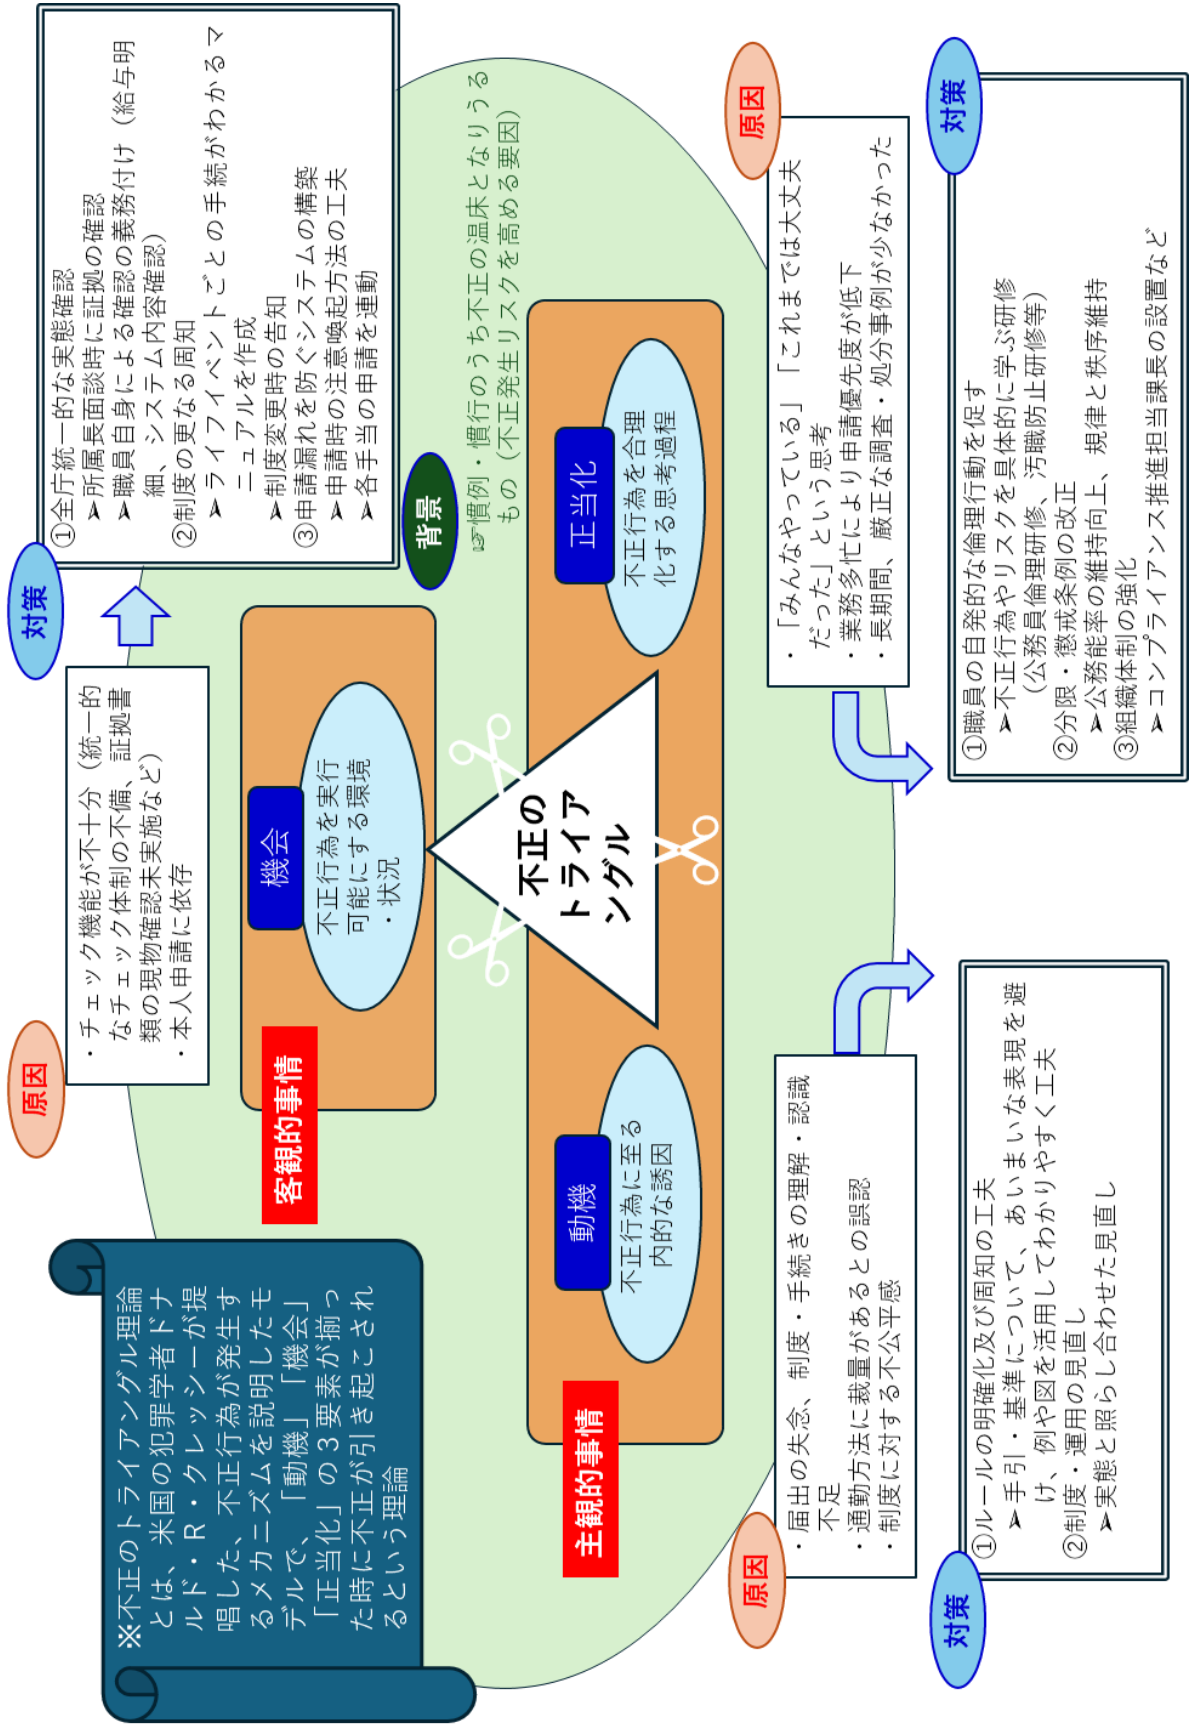 ※不正のトライアングル理論
とは、米国の犯罪学者ドナ
ルド・R・クレッシーが提
唱した、不正行為が発生す
るメカニズムを説明したモ
デルで、「動機」「機会」
「正当化」の３要素が揃っ
た時に不正が引き起こされ
るという理論
原因
・チェック機能が不十分（統一的
なチェック体制の不備、証拠書
類の現物確認未実施など）
・本人申請に依存
対策
①全庁統一的な実態確認
➢所属長面談時に証拠の確認
➢職員自身による確認の義務付け（給与明
細、システム内容確認）
②制度の更なる周知
➢ライフイベントごとの手続がわかるマ
ニュアルを作成
➢制度変更時の告知
③申請漏れを防ぐシステムの構築
➢申請時の注意喚起方法の工夫
➢各手当の申請を連動
客観的事情
機会
不正行為を実行
可能にする環境
・状況
背景
☞慣例・慣行のうち不正の温床となりうる
もの（不正発生リスクを高める要因）
主観的事情
動機
不正行為に至る
内的な誘因
不正の
トライア
ングル
正当化
不正行為を合理
化する思考過程
原因
・届出の失念、制度・手続きの理解・認識
不足
・通勤方法に裁量があるとの誤認
・制度に対する不公平感
原因
・「みんなやっている」「これまでは大丈夫
だった」という思考
・業務多忙により申請優先度が低下
・長期間、厳正な調査・処分事例が少なかった
対策
①ルールの明確化及び周知の工夫
➢手引・基準について、あいまいな表現を避
け、例や図を活用してわかりやすく工夫
②制度・運用の見直し
➢実態と照らし合わせた見直し
対策
①職員の自発的な倫理行動を促す
➢不正行為やリスクを具体的に学ぶ研修
（公務員倫理研修、汚職防止研修等）
②分限・懲戒条例の改正
➢公務能率の維持向上、規律と秩序維持
③組織体制の強化
➢コンプライアンス推進担当課長の設置など